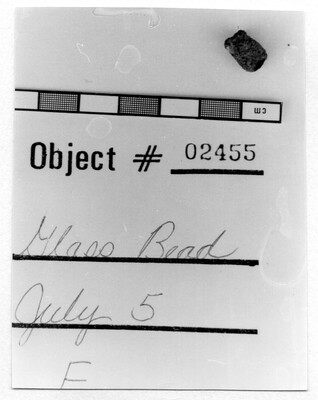 cm
Object # 02455
Glass Bead
July 5
F